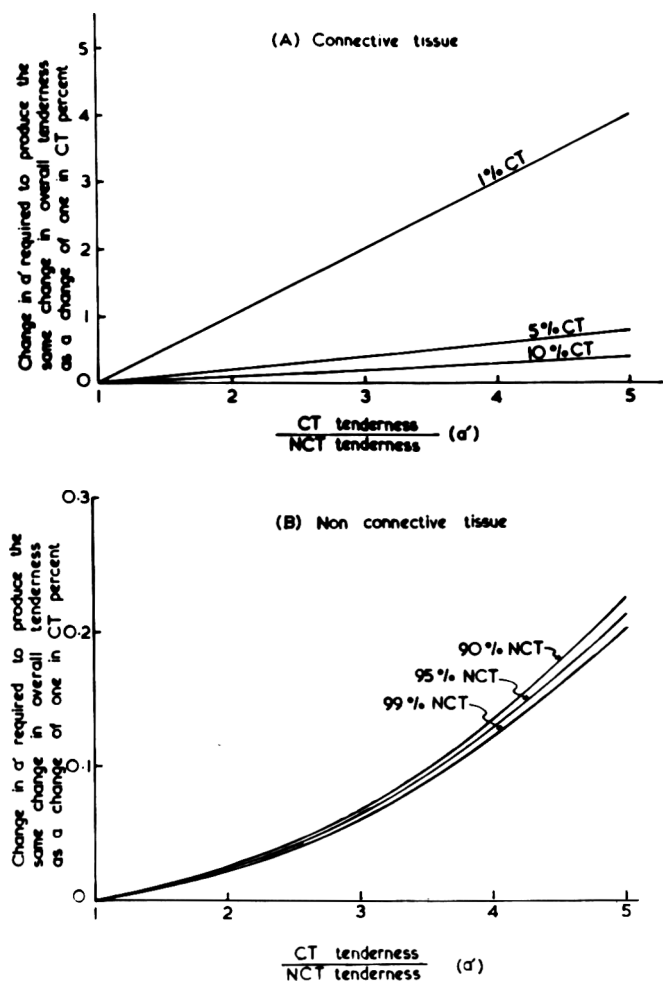 (A) Connective tissue
Change in a' required to produce the
same change in overall tenderness
as a change of one in CT percent
5
4
3
2
1
0
1% CT
5% CT
10% CT
1
2
3
4
5
CT tenderness
NCT tenderness
(a')
(B) Non connective tissue
Change in a' required to produce the
same change in overall tenderness
as a change of one in CT percent
0·3
0·2
0·1
0
90% NCT
95% NCT
99% NCT
1
2
3
4
5
CT tenderness
NCT tenderness
(a')